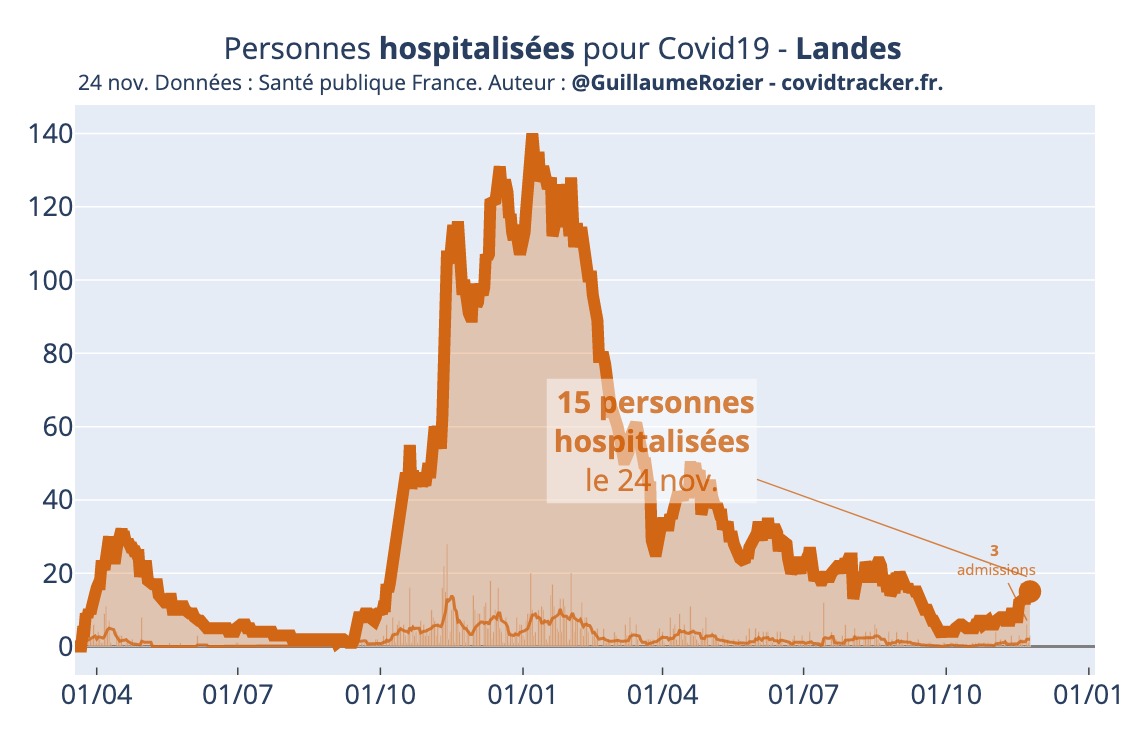 Personnes hospitalisées pour Covid19 - Landes
24 nov. Données : Santé publique France. Auteur : @GuillaumeRozier - covidtracker.fr.
140
120
100
80
60
40
20
0
15 personnes
hospitalisées
le 24 nov.
3
admissions
01/04 01/07 01/10 01/01 01/04 01/07 01/10 01/01